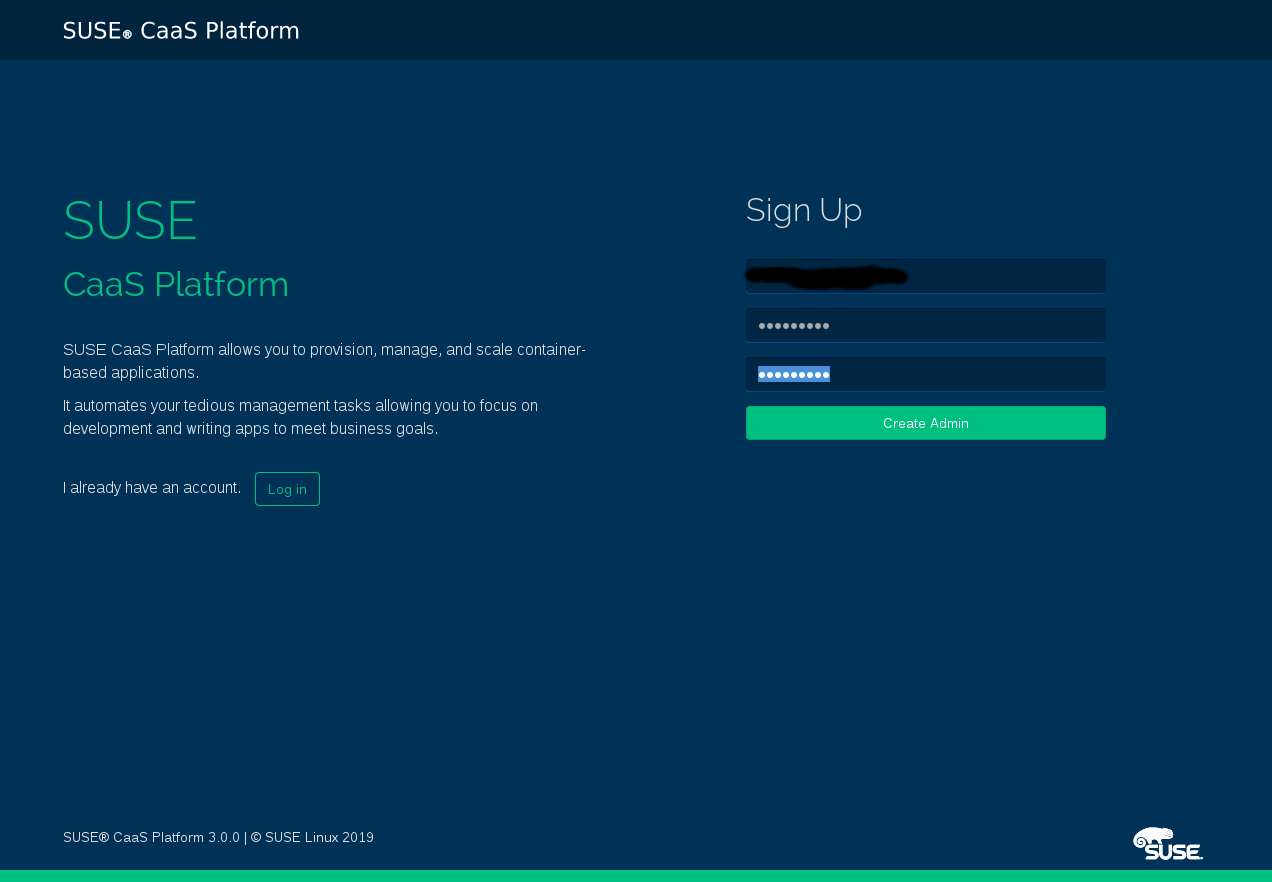 SUSE® CaaS Platform
SUSE
CaaS Platform
SUSE CaaS Platform allows you to provision, manage, and scale container-
based applications.
It automates your tedious management tasks allowing you to focus on
development and writing apps to meet business goals.
I already have an account. Log in
Sign Up
•••••••••
•••••••••
Create Admin
SUSE® CaaS Platform 3.0.0 | © SUSE Linux 2019
SUSE